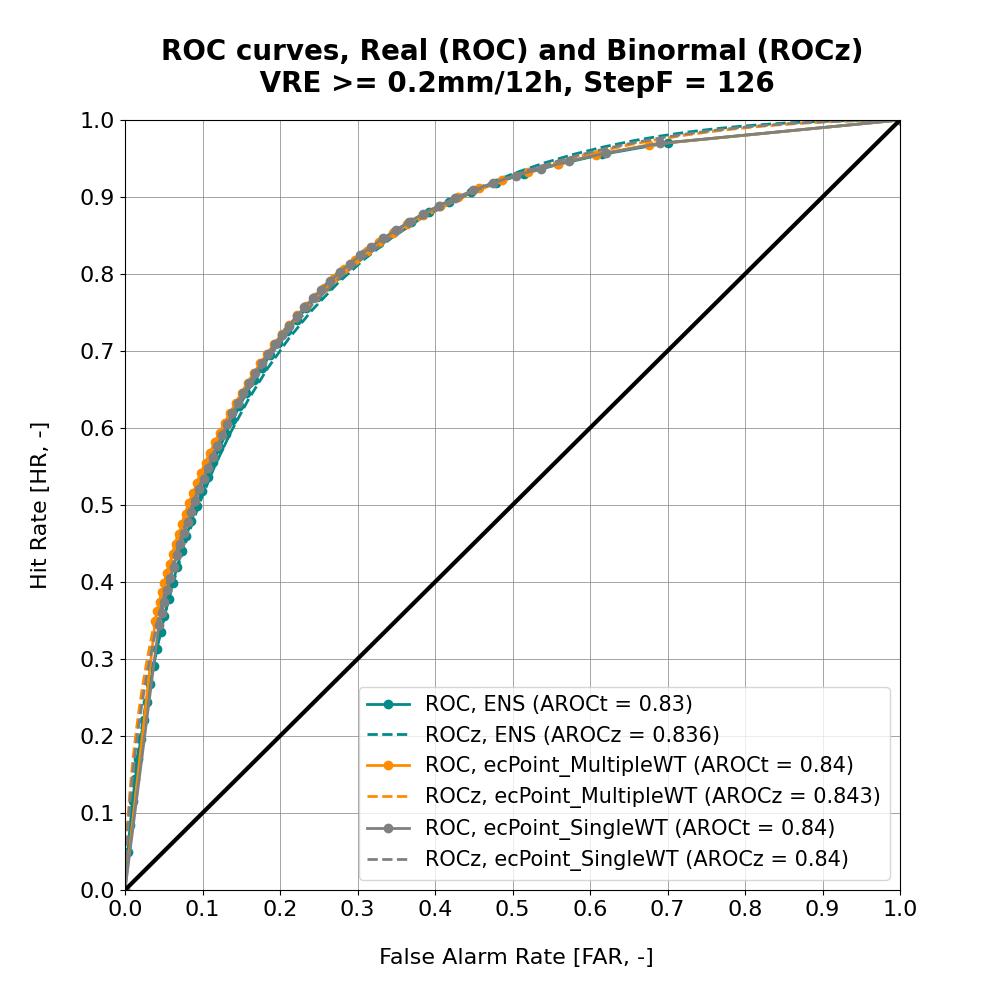 ROC curves, Real (ROC) and Binormal (ROCz)
VRE >= 0.2mm/12h, StepF = 126
1.0
0.9
0.8
0.7
0.6
0.5
0.4
0.3
0.2
0.1
0.0
Hit Rate [HR, -]
ROC, ENS (AROCt = 0.83)
ROCz, ENS (AROCz = 0.836)
ROC, ecPoint_MultipleWT (AROCt = 0.84)
ROCz, ecPoint_MultipleWT (AROCz = 0.843)
ROC, ecPoint_SingleWT (AROCt = 0.84)
ROCz, ecPoint_SingleWT (AROCz = 0.84)
0.0 0.1 0.2 0.3 0.4 0.5 0.6 0.7 0.8 0.9 1.0
False Alarm Rate [FAR, -]